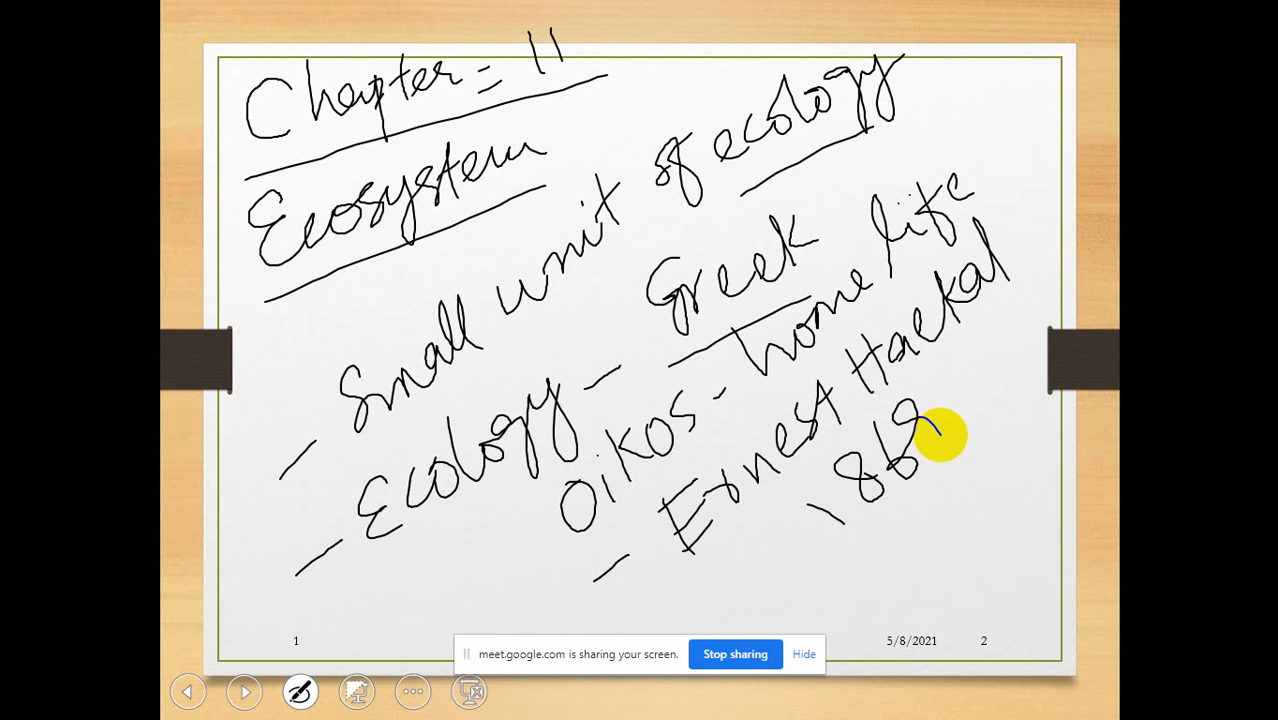 Chapter = 11
Ecosystem
- Small unit of ecology
- Ecology - Greek
Oikos - home life
- Ernest Hackal
1869
1
5/8/2021
2
meet.google.com is sharing your screen.
Stop sharing
Hide